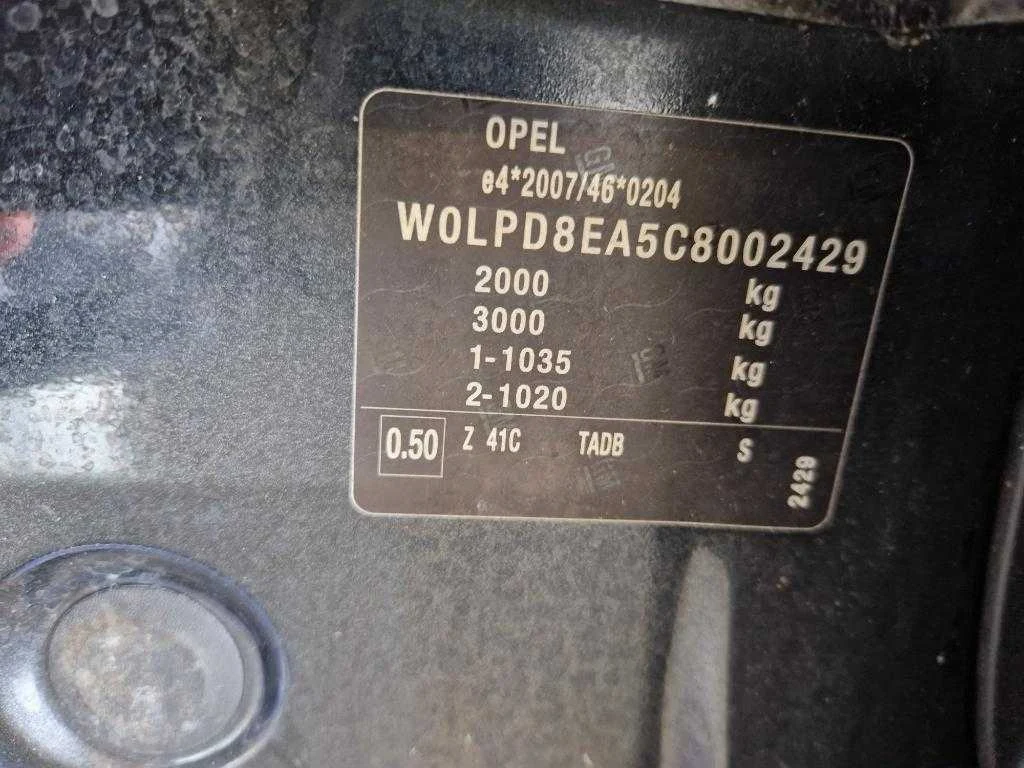 OPEL
e4*2007/46*0204
W0LPD8EA5C8002429
2000 kg
3000 kg
1-1035 kg
2-1020 kg
0.50 Z 41C TADB S
2429